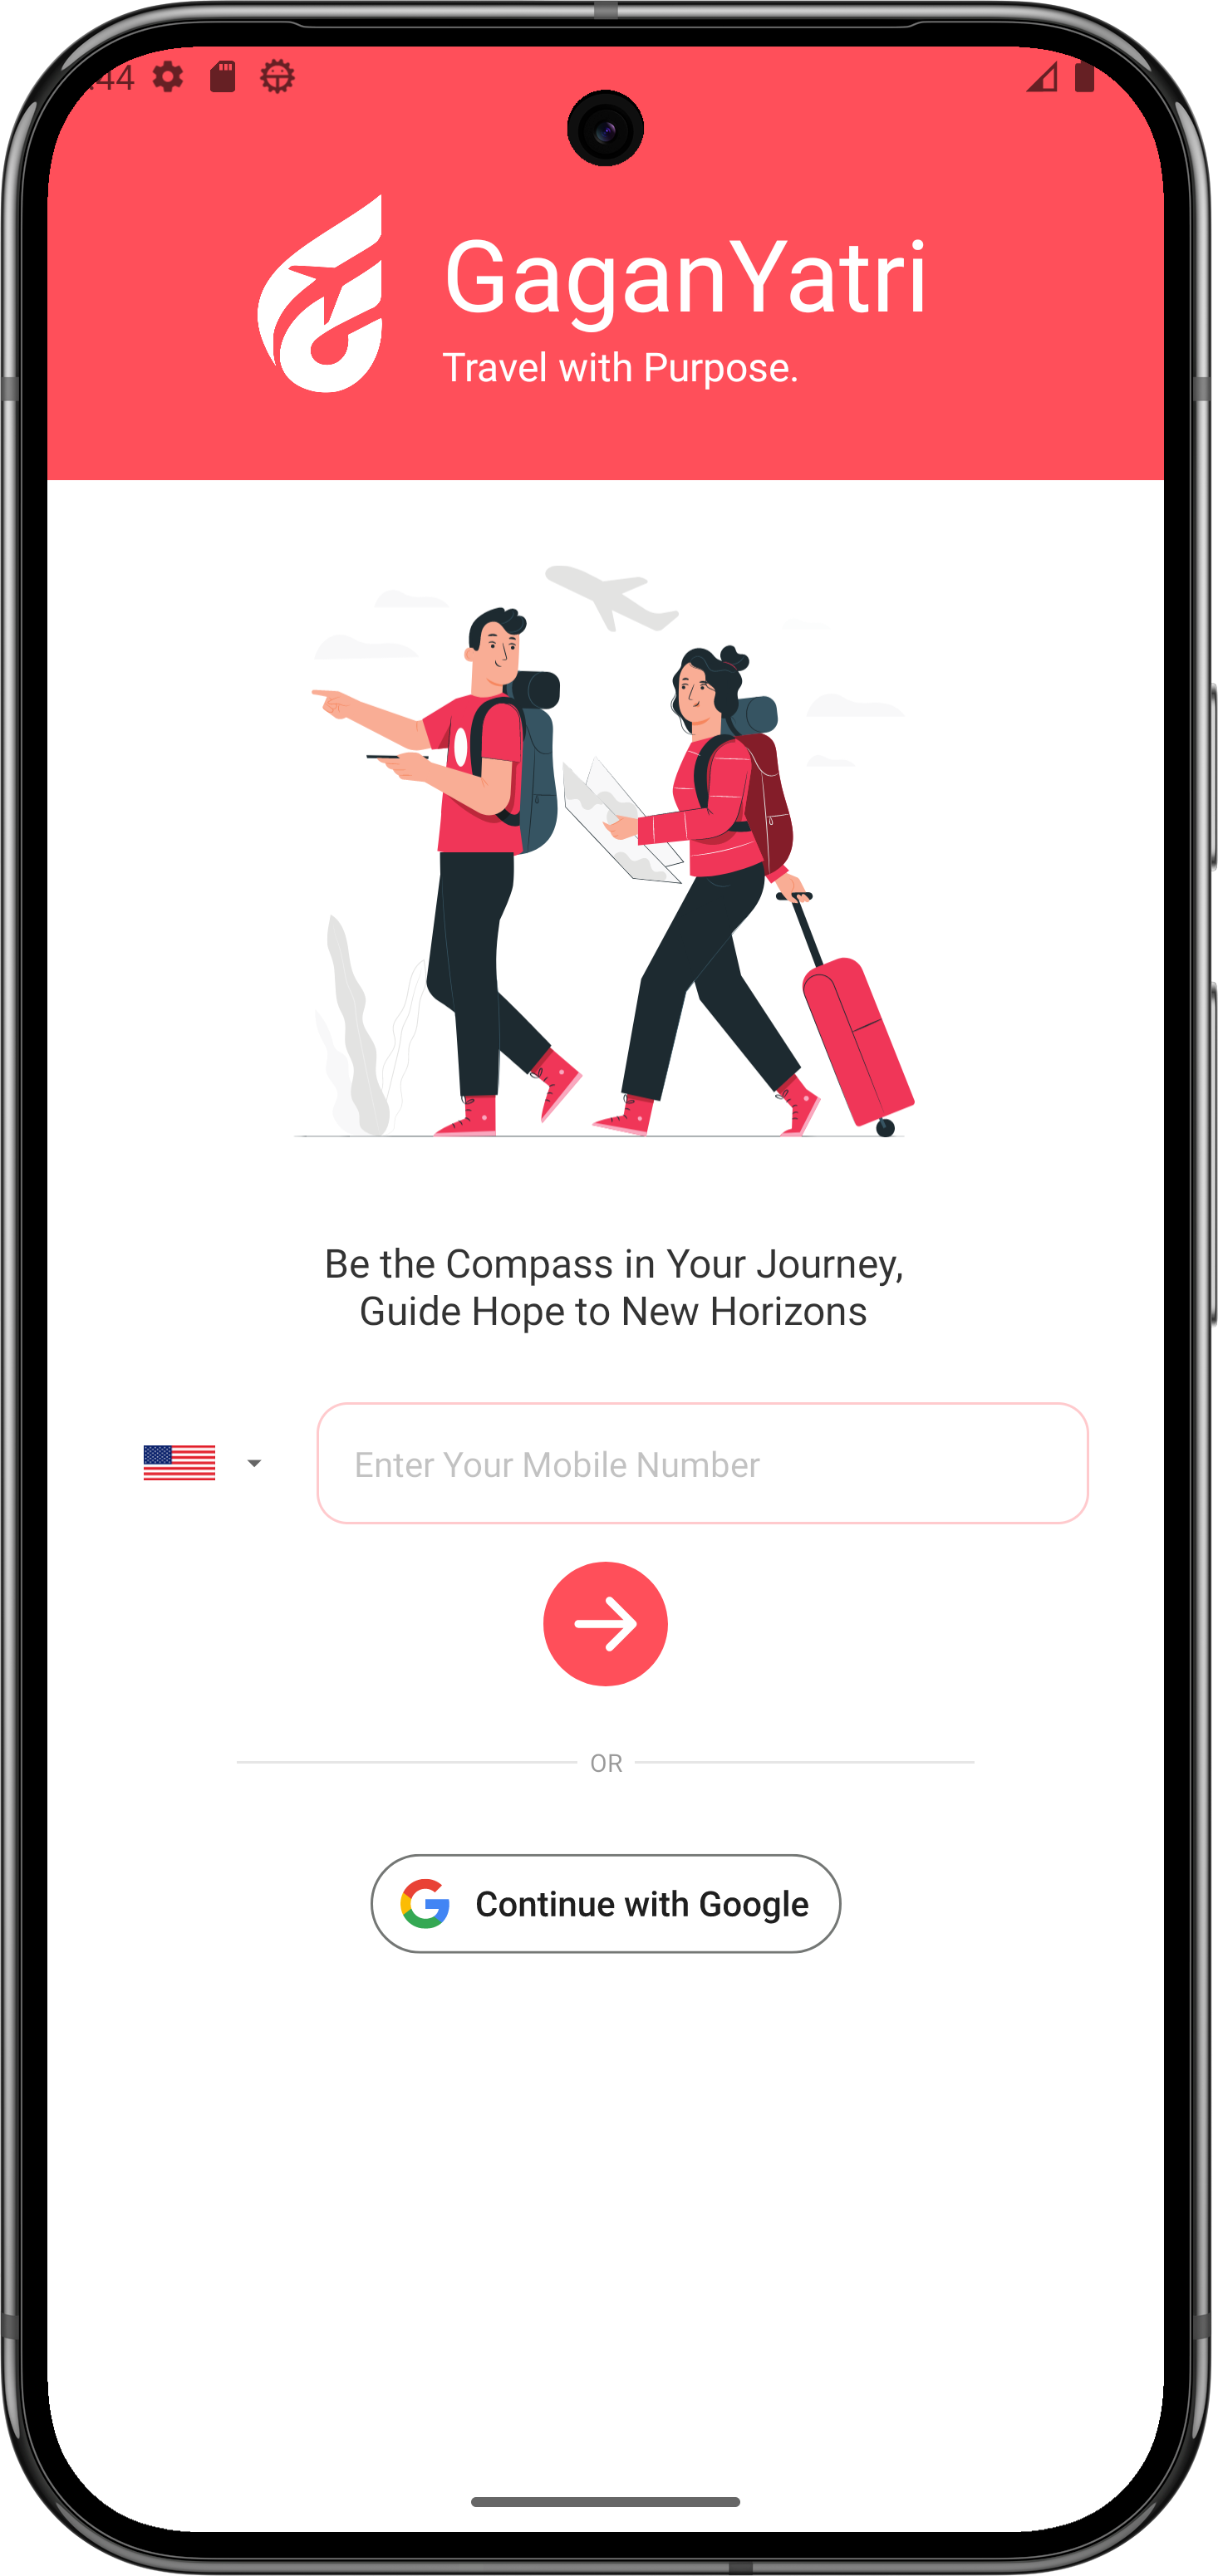 GaganYatri
Travel with Purpose.
Be the Compass in Your Journey,
Guide Hope to New Horizons
Enter Your Mobile Number
OR
Continue with Google